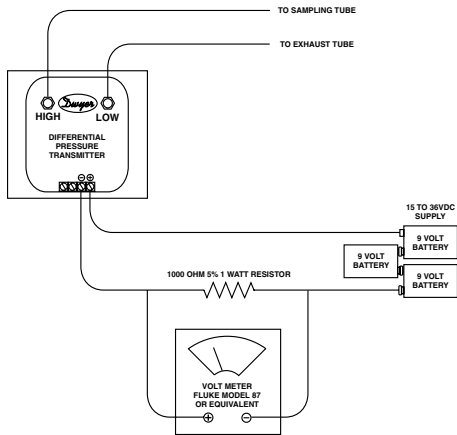 TO SAMPLING TUBE
TO EXHAUST TUBE
Dwyer
HIGH
LOW
DIFFERENTIAL
PRESSURE
TRANSMITTER
15 TO 36VDC
SUPPLY
9 VOLT
BATTERY
9 VOLT
BATTERY
9 VOLT
BATTERY
1000 OHM 5% 1 WATT RESISTOR
VOLT METER
FLUKE MODEL 87
OR EQUIVALENT